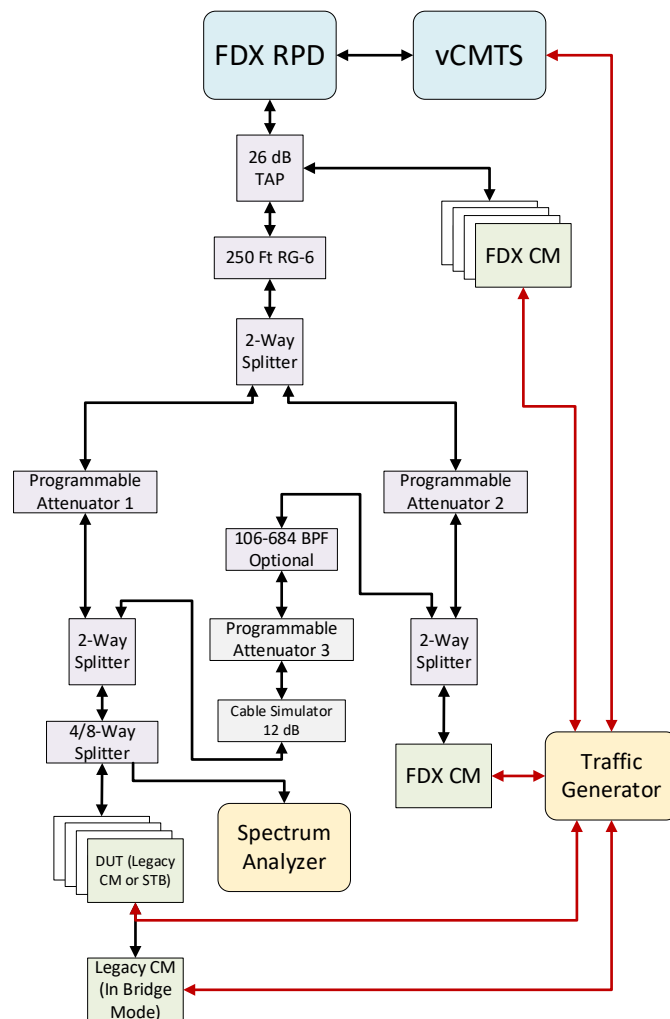 FDX RPD
vCMTS
26 dB
TAP
FDX CM
250 Ft RG-6
2-Way
Splitter
Programmable
Attenuator 1
Programmable
Attenuator 2
106-684 BPF
Optional
2-Way
Splitter
Programmable
Attenuator 3
2-Way
Splitter
Cable Simulator
12 dB
4/8-Way
Splitter
FDX CM
Traffic
Generator
Spectrum
Analyzer
DUT (Legacy
CM or STB)
Legacy CM
(In Bridge
Mode)